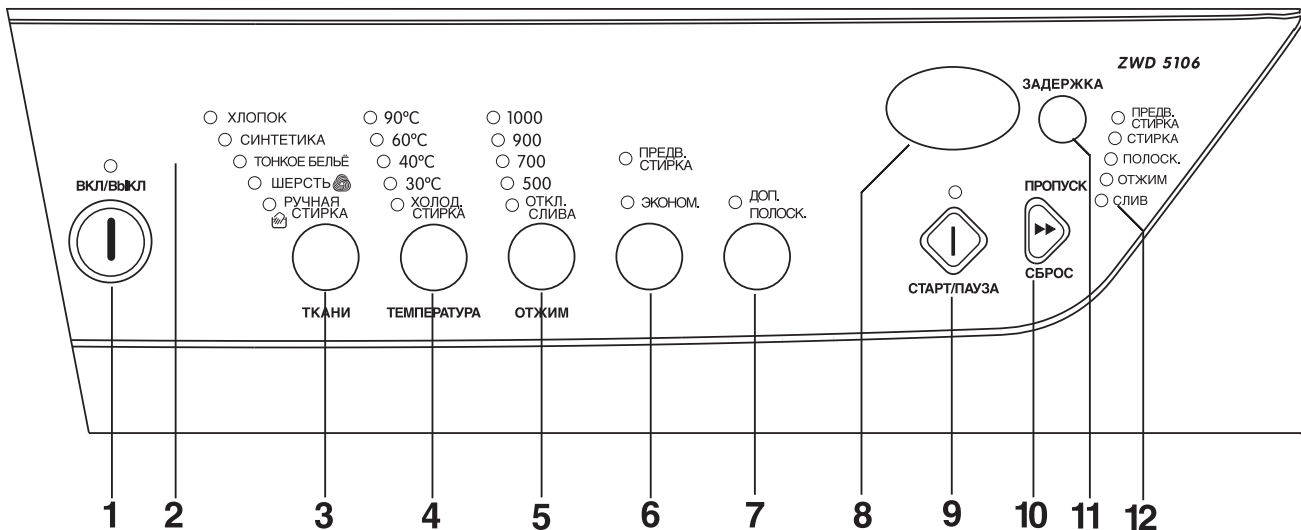 ZWD 5106
ВКЛ/ВЫКЛ
ХЛОПОК
СИНТЕТИКА
ТОНКОЕ БЕЛЬЁ
ШЕРСТЬ
РУЧНАЯ
СТИРКА
ТКАНИ
90°C
60°C
40°C
30°C
ХОЛОД.
СТИРКА
ТЕМПЕРАТУРА
1000
900
700
500
ОТКЛ.
СЛИВА
ОТЖИМ
ПРЕДВ.
СТИРКА
ЭКОНОМ.
ДОП.
ПОЛОСК.
СТАРТ/ПАУЗА
ПРОПУСК
СБРОС
ЗАДЕРЖКА
ПРЕДВ.
СТИРКА
СТИРКА
ПОЛОСК.
ОТЖИМ
СЛИВ
1 2 3 4 5 6 7 8 9 10 11 12